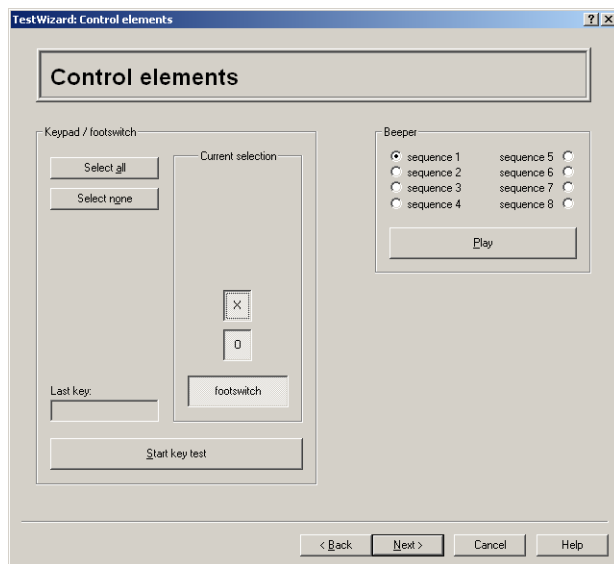 TestWizard: Control elements
Control elements
Keypad / footswitch
Select all
Select none
Current selection
X
0
footswitch
Last key:
Start key test
Beeper
sequence 1 sequence 5
sequence 2 sequence 6
sequence 3 sequence 7
sequence 4 sequence 8
Play
< Back Next > Cancel Help